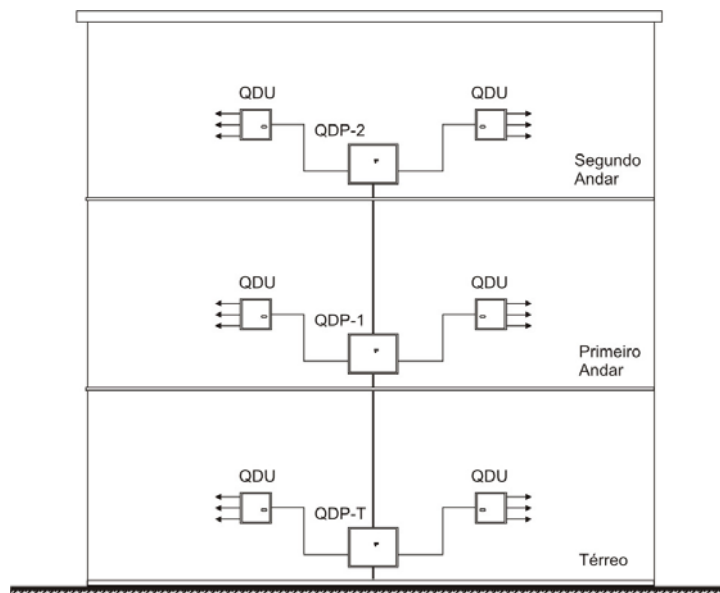 QDU
QDU
QDP-2
Segundo
Andar
QDU
QDU
QDP-1
Primeiro
Andar
QDU
QDU
QDP-T
Térreo